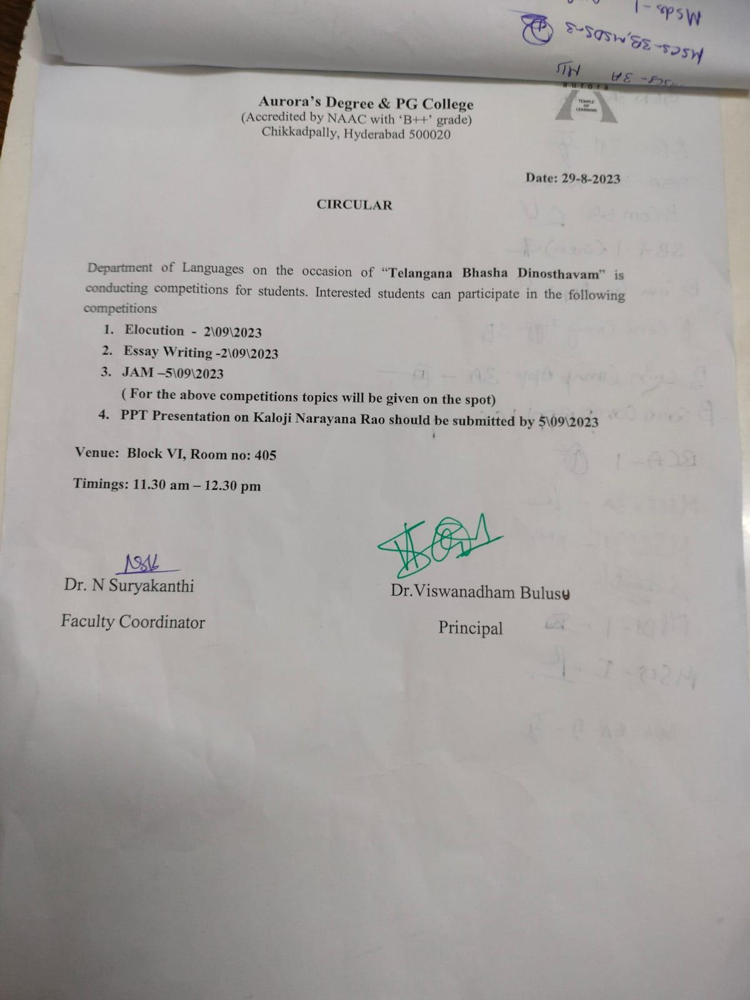 Msds -1
MSCS-3B, MSDS-3
3A
aurora
TEMPLE
OF
LEARNING
Aurora's Degree & PG College
(Accredited by NAAC with 'B++' grade)
Chikkadpally, Hyderabad 500020
Date: 29-8-2023
CIRCULAR
Department of Languages on the occasion of “Telangana Bhasha Dinosthavam” is
conducting competitions for students. Interested students can participate in the following
competitions
1. Elocution - 2\09\2023
2. Essay Writing -2\09\2023
3. JAM –5\09\2023
( For the above competitions topics will be given on the spot)
4. PPT Presentation on Kaloji Narayana Rao should be submitted by 5\09\2023
Venue: Block VI, Room no: 405
Timings: 11.30 am – 12.30 pm
Dr. N Suryakanthi
Dr.Viswanadham Bulusu
Faculty Coordinator
Principal